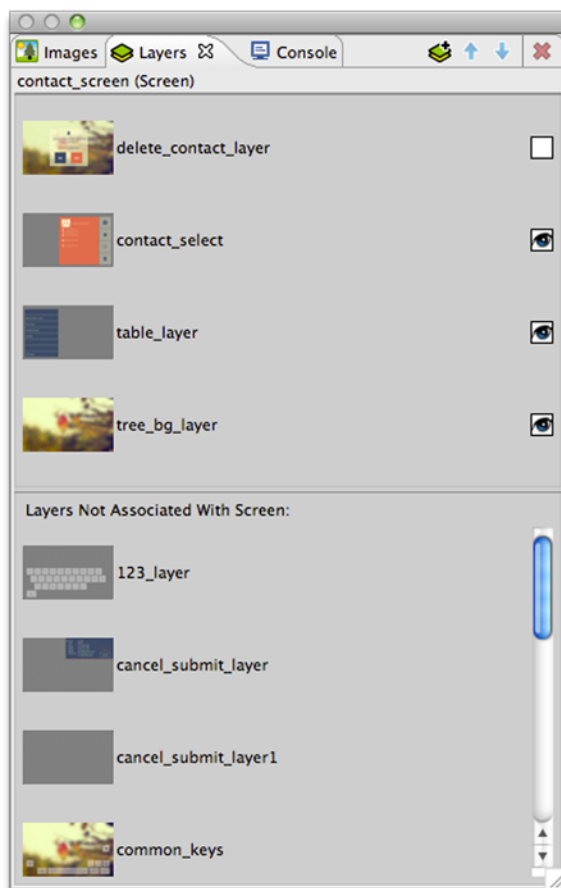 Images Layers Console
contact_screen (Screen)
delete_contact_layer
contact_select
table_layer
tree_bg_layer
Layers Not Associated With Screen:
123_layer
cancel_submit_layer
cancel_submit_layer1
common_keys